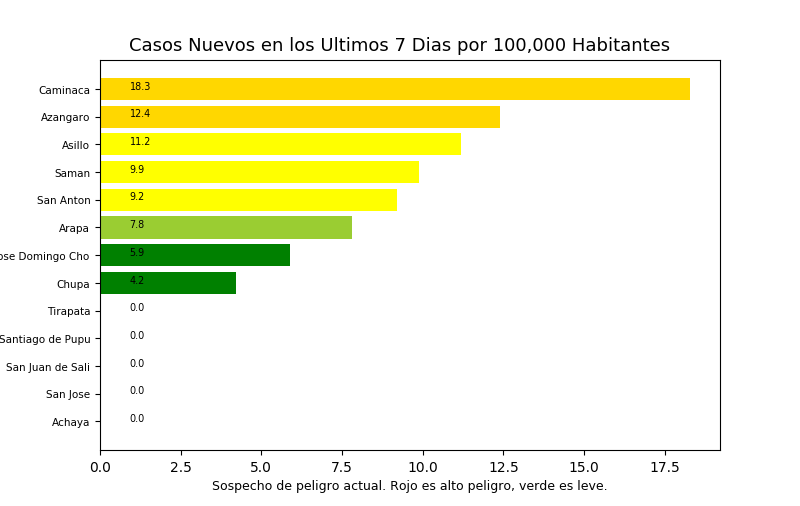 Casos Nuevos en los Ultimos 7 Dias por 100,000 Habitantes
Caminaca 18.3
Azangaro 12.4
Asillo 11.2
Saman 9.9
San Anton 9.2
Arapa 7.8
Domingo Cho 5.9
Chupa 4.2
Tirapata 0.0
Santiago de Pupu 0.0
San Juan de Sali 0.0
San Jose 0.0
Achaya 0.0
0.0 2.5 5.0 7.5 10.0 12.5 15.0 17.5
Sospecho de peligro actual. Rojo es alto peligro, verde es leve.